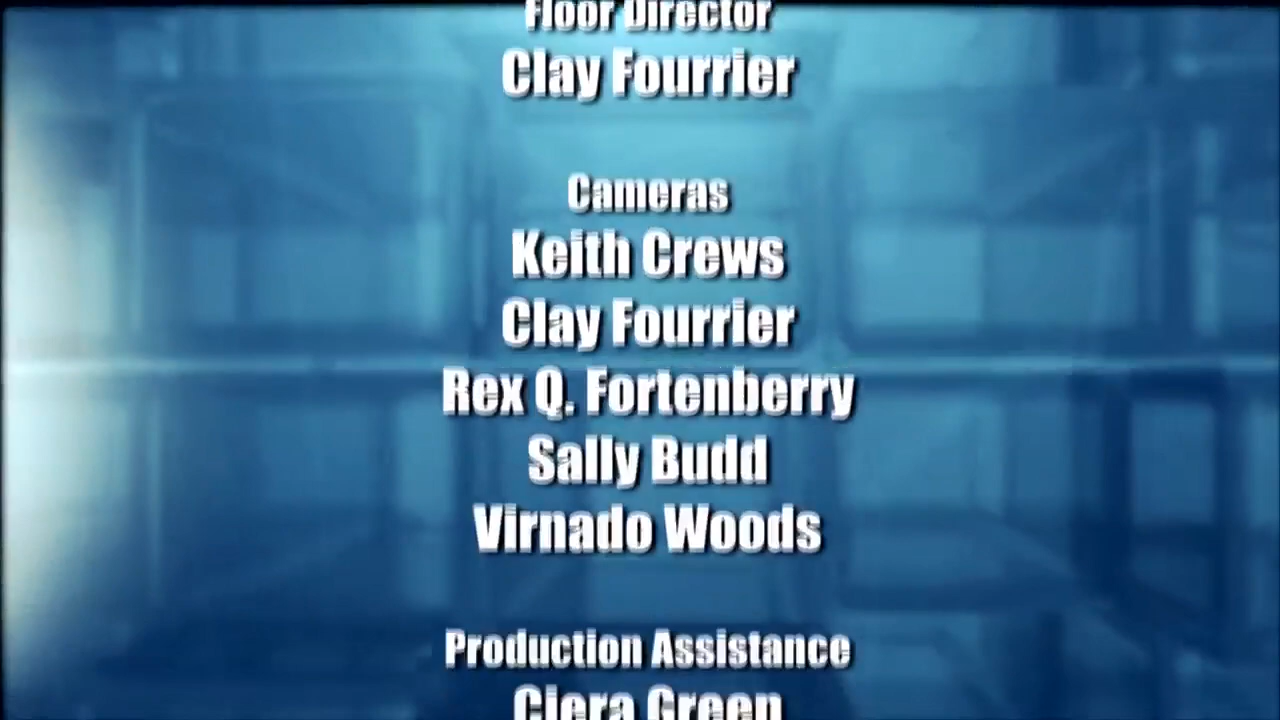 Floor Director
Clay Fourrier
Cameras
Keith Crews
Clay Fourrier
Rex Q. Fortenberry
Sally Budd
Virnado Woods
Production Assistance
Ciera Green